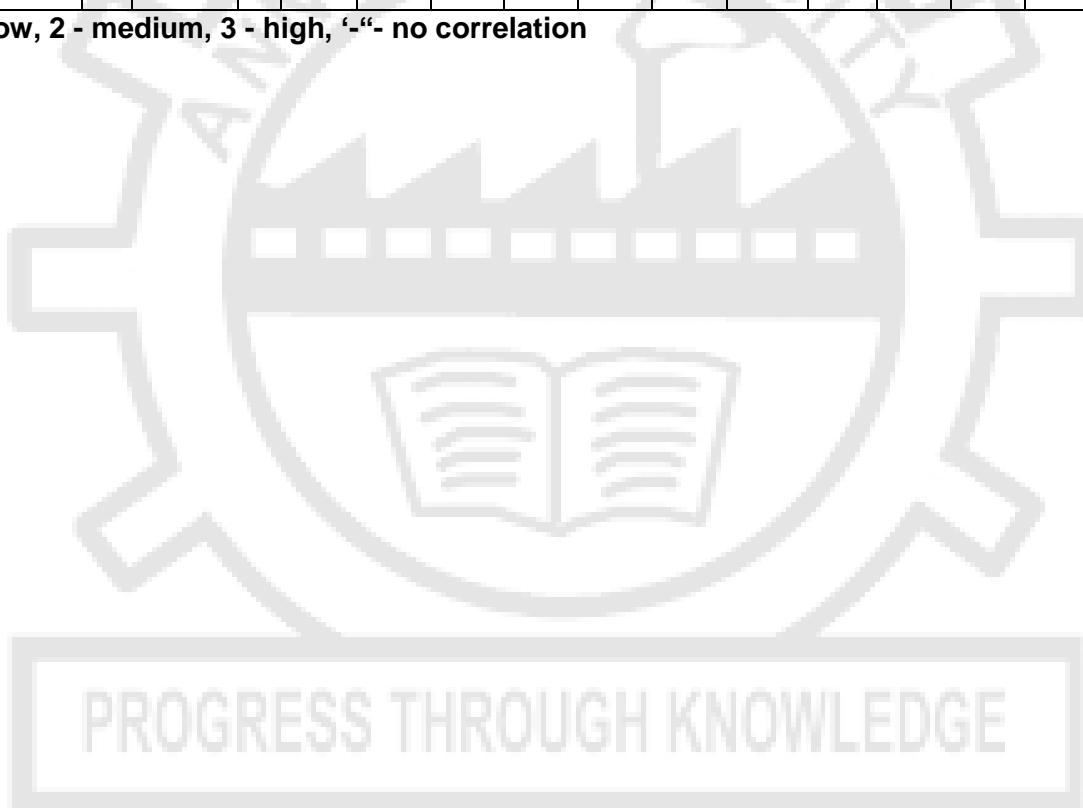 ow, 2 - medium, 3 - high, ‘-“- no correlation
PROGRESS THROUGH KNOWLEDGE